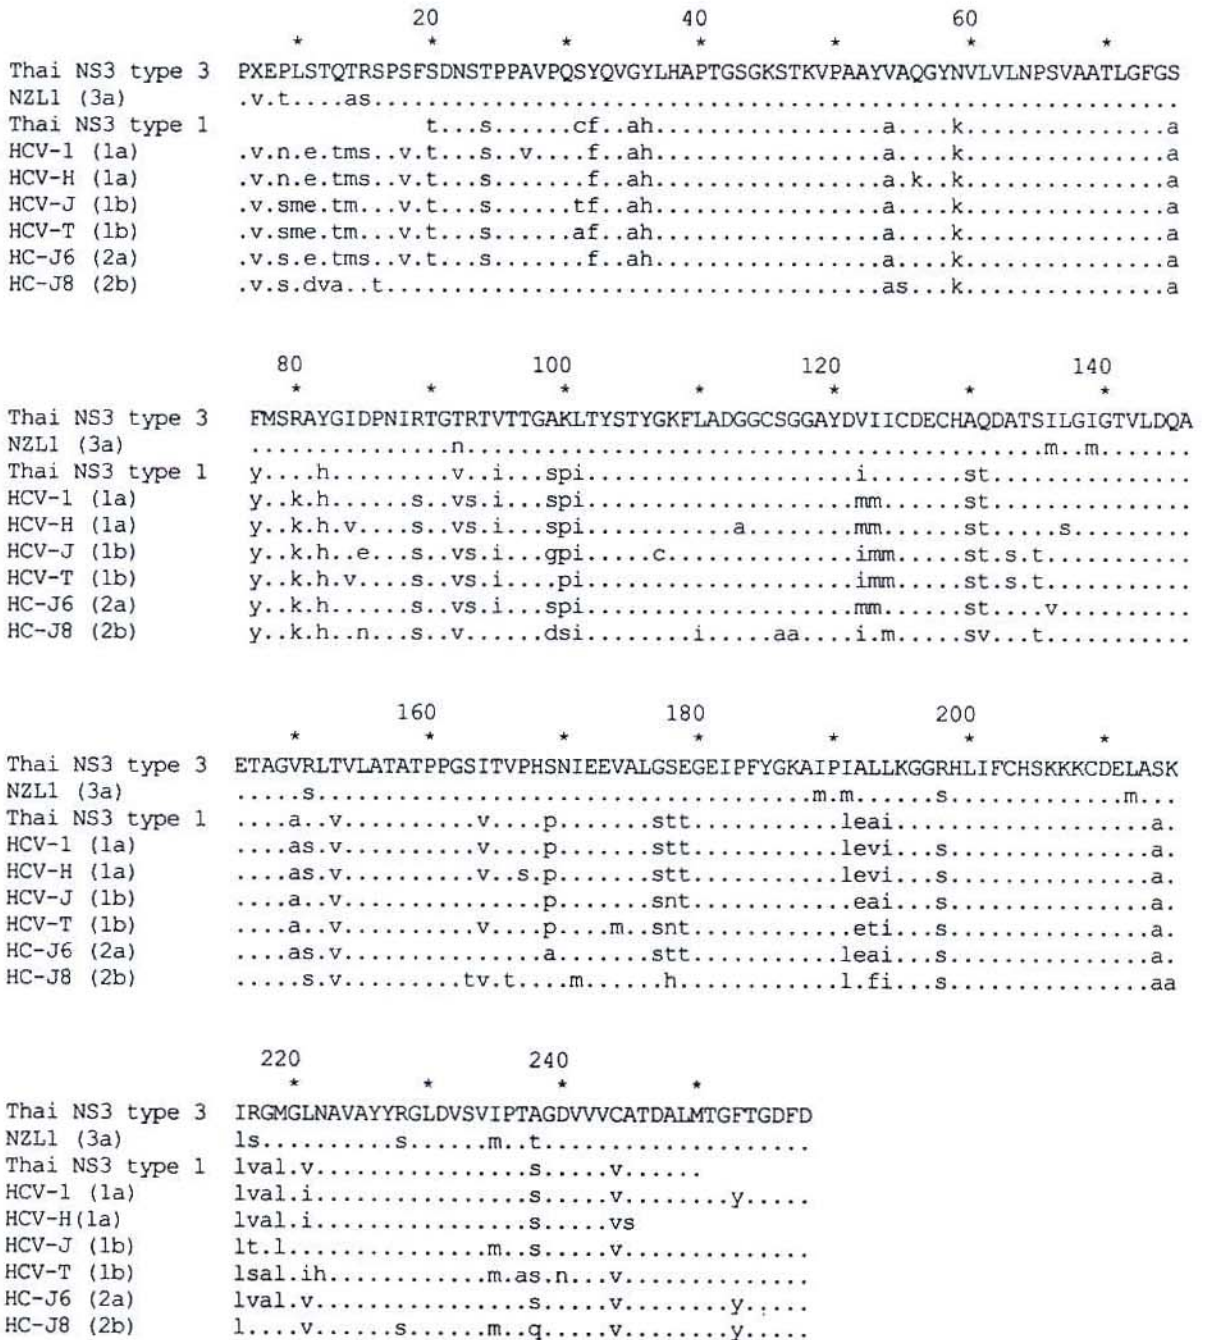 20 40 60
* * * * * * *
Thai NS3 type 3 PXEPLSTQTRSPSFSDNSTPPAVPQSYQVGYLHAPTGSGKSTKVPAAYVAQGYNVLVLNPSVAATLGFGS
NZL1 (3a) .v.t....as............................................................
Thai NS3 type 1 t...s......cf..ah.................a....k...............a
HCV-1 (1a) .v.n.e.tms..v.t...s..v....f..ah.................a....k...............a
HCV-H (1a) .v.n.e.tms..v.t...s.......f..ah.................a.k..k...............a
HCV-J (1b) .v.sme.tm...v.t...s......tf..ah.................a....k...............a
HCV-T (1b) .v.sme.tm...v.t...s......af..ah.................a....k...............a
HC-J6 (2a) .v.s.e.tms..v.t...s.......f..ah.................a....k...............a
HC-J8 (2b) .v.s.dva..t.....................................as...k...............a
80 100 120 140
* * * * * * *
Thai NS3 type 3 FMSRAYGIDPNIRTGTRTVTTGAKLTYSTYGKFLADGGCSGGAYDVIICDECHAQDATSILGIGTVLDQA
NZL1 (3a) ...............n...........................................m..m.......
Thai NS3 type 1 y....h.........v..i...spi....................i.......st...............
HCV-1 (1a) y..k.h......s..vs.i...spi....................mm......st...............
HCV-H (1a) y..k.h.v....s..vs.i...spi...........a........mm......st.....s.........
HCV-J (1b) y..k.h..e...s..vs.i...gpi.....c..............imm.....st.s.t...........
HCV-T (1b) y..k.h.v....s..vs.i....pi....................imm.....st.s.t...........
HC-J6 (2a) y..k.h......s..vs.i...spi....................mm......st....v..........
HC-J8 (2b) y..k.h..n...s..v......dsi........i.....aa....i.m.....sv...t...........
160 180 200
* * * * * * *
Thai NS3 type 3 ETAGVRLTVLATATPPGSITVPHSNIEEVALGSEGEIPFYGKAIPIALLKGGRHLIFCHSKKKCDELASK
NZL1 (3a) .....s.....................................m.m......s.............m...
Thai NS3 type 1 ....a..v..........v....p.......stt...........leai...................a.
HCV-1 (1a) ....as.v..........v....p.......stt...........levi...s...............a.
HCV-H (1a) ....as.v..........v..s.p.......stt...........levi...s...............a.
HCV-J (1b) ....a..v...............p.......snt............eai...s...............a.
HCV-T (1b) ....a..v..........v....p....m..snt............eti...s...............a.
HC-J6 (2a) ....as.v...............a.......stt...........leai...s...............a.
HC-J8 (2b) .....s.v.........tv.t....m......h............l.fi...s...............aa
220 240
* * * *
Thai NS3 type 3 IRGMGLNAVAYYRGLDVSVIPTAGDVVVCATDALMTGFTGDFD
NZL1 (3a) ls..........s......m..t....................
Thai NS3 type 1 lval.v................s.....v......
HCV-1 (1a) lval.i................s.....v........y.....
HCV-H(1a) lval.i................s.....vs
HCV-J (1b) lt.l...............m..s.....v..............
HCV-T (1b) lsal.ih............m.as.n...v..............
HC-J6 (2a) lval.v................s.....v........y.....
HC-J8 (2b) l....v......s......m..q.....v........y.....